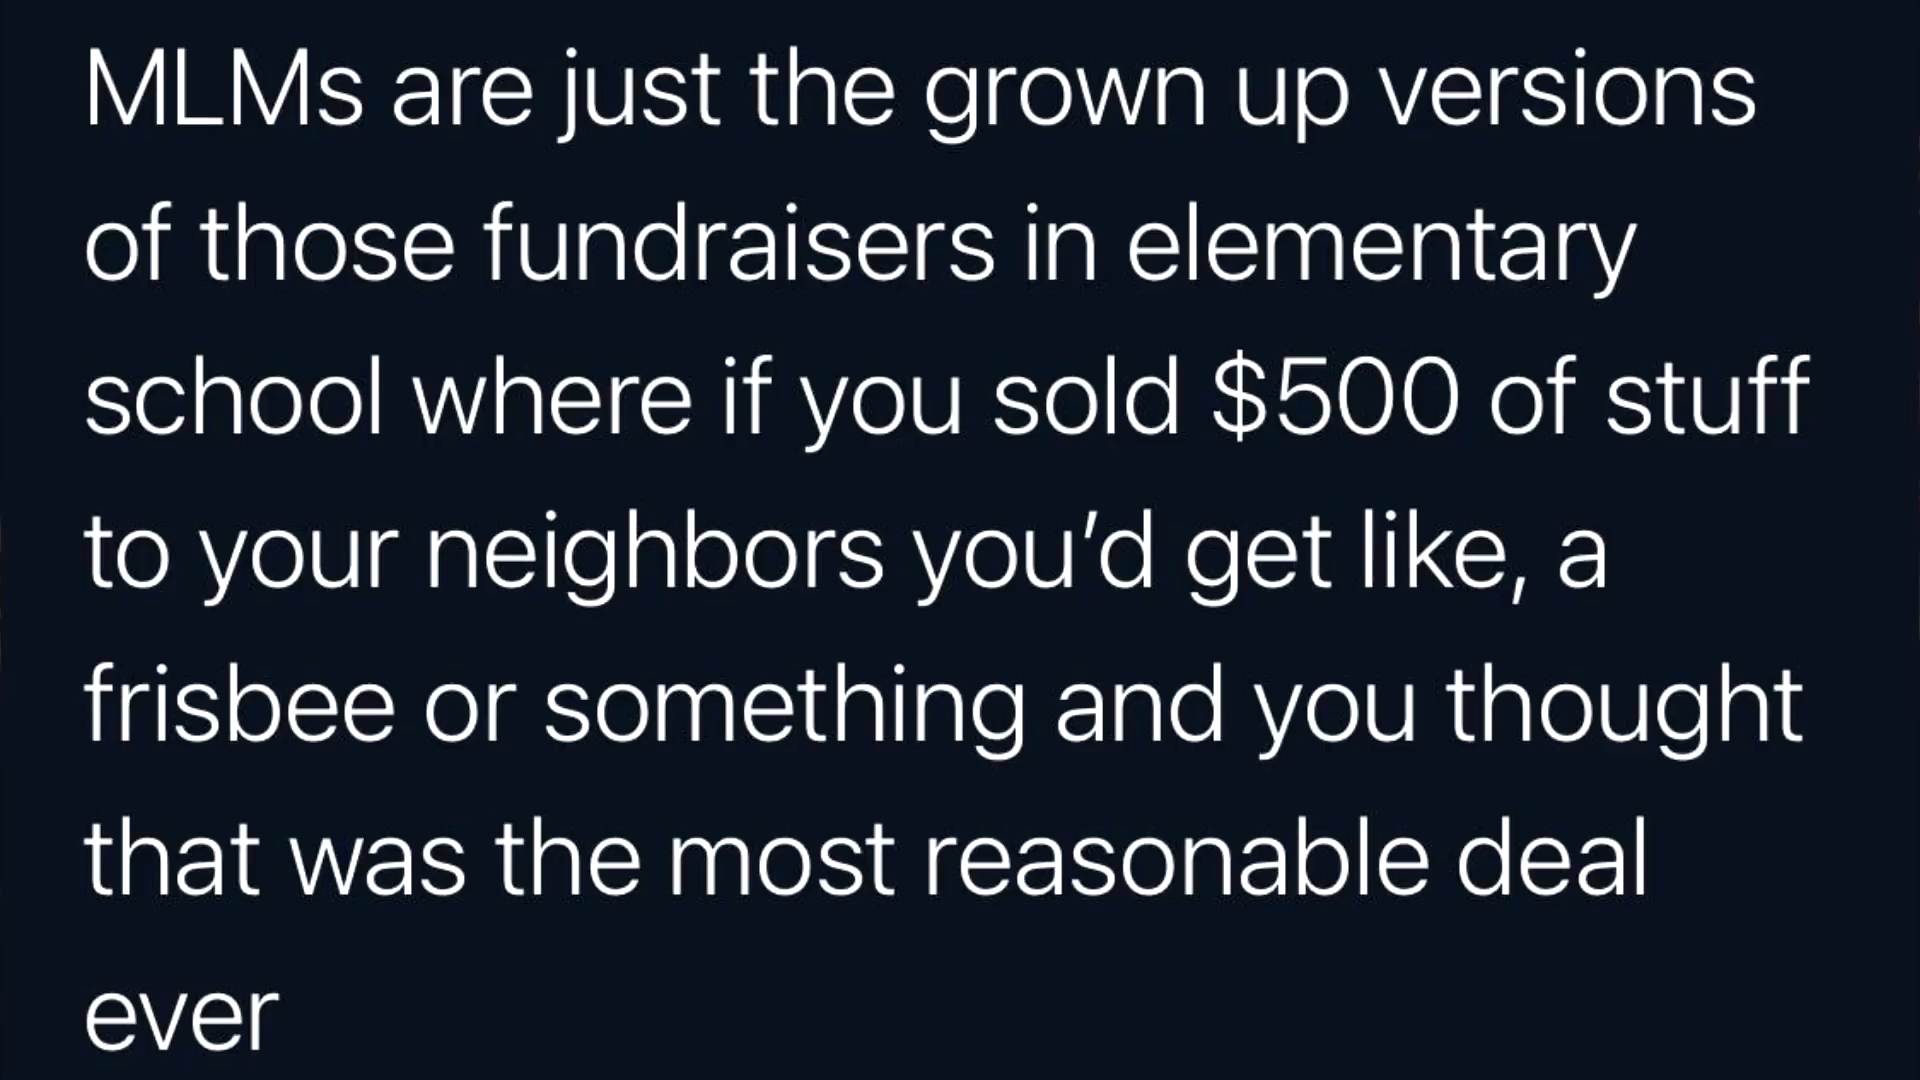 MLMs are just the grown up versions
of those fundraisers in elementary
school where if you sold $500 of stuff
to your neighbors you’d get like, a
frisbee or something and you thought
that was the most reasonable deal
ever